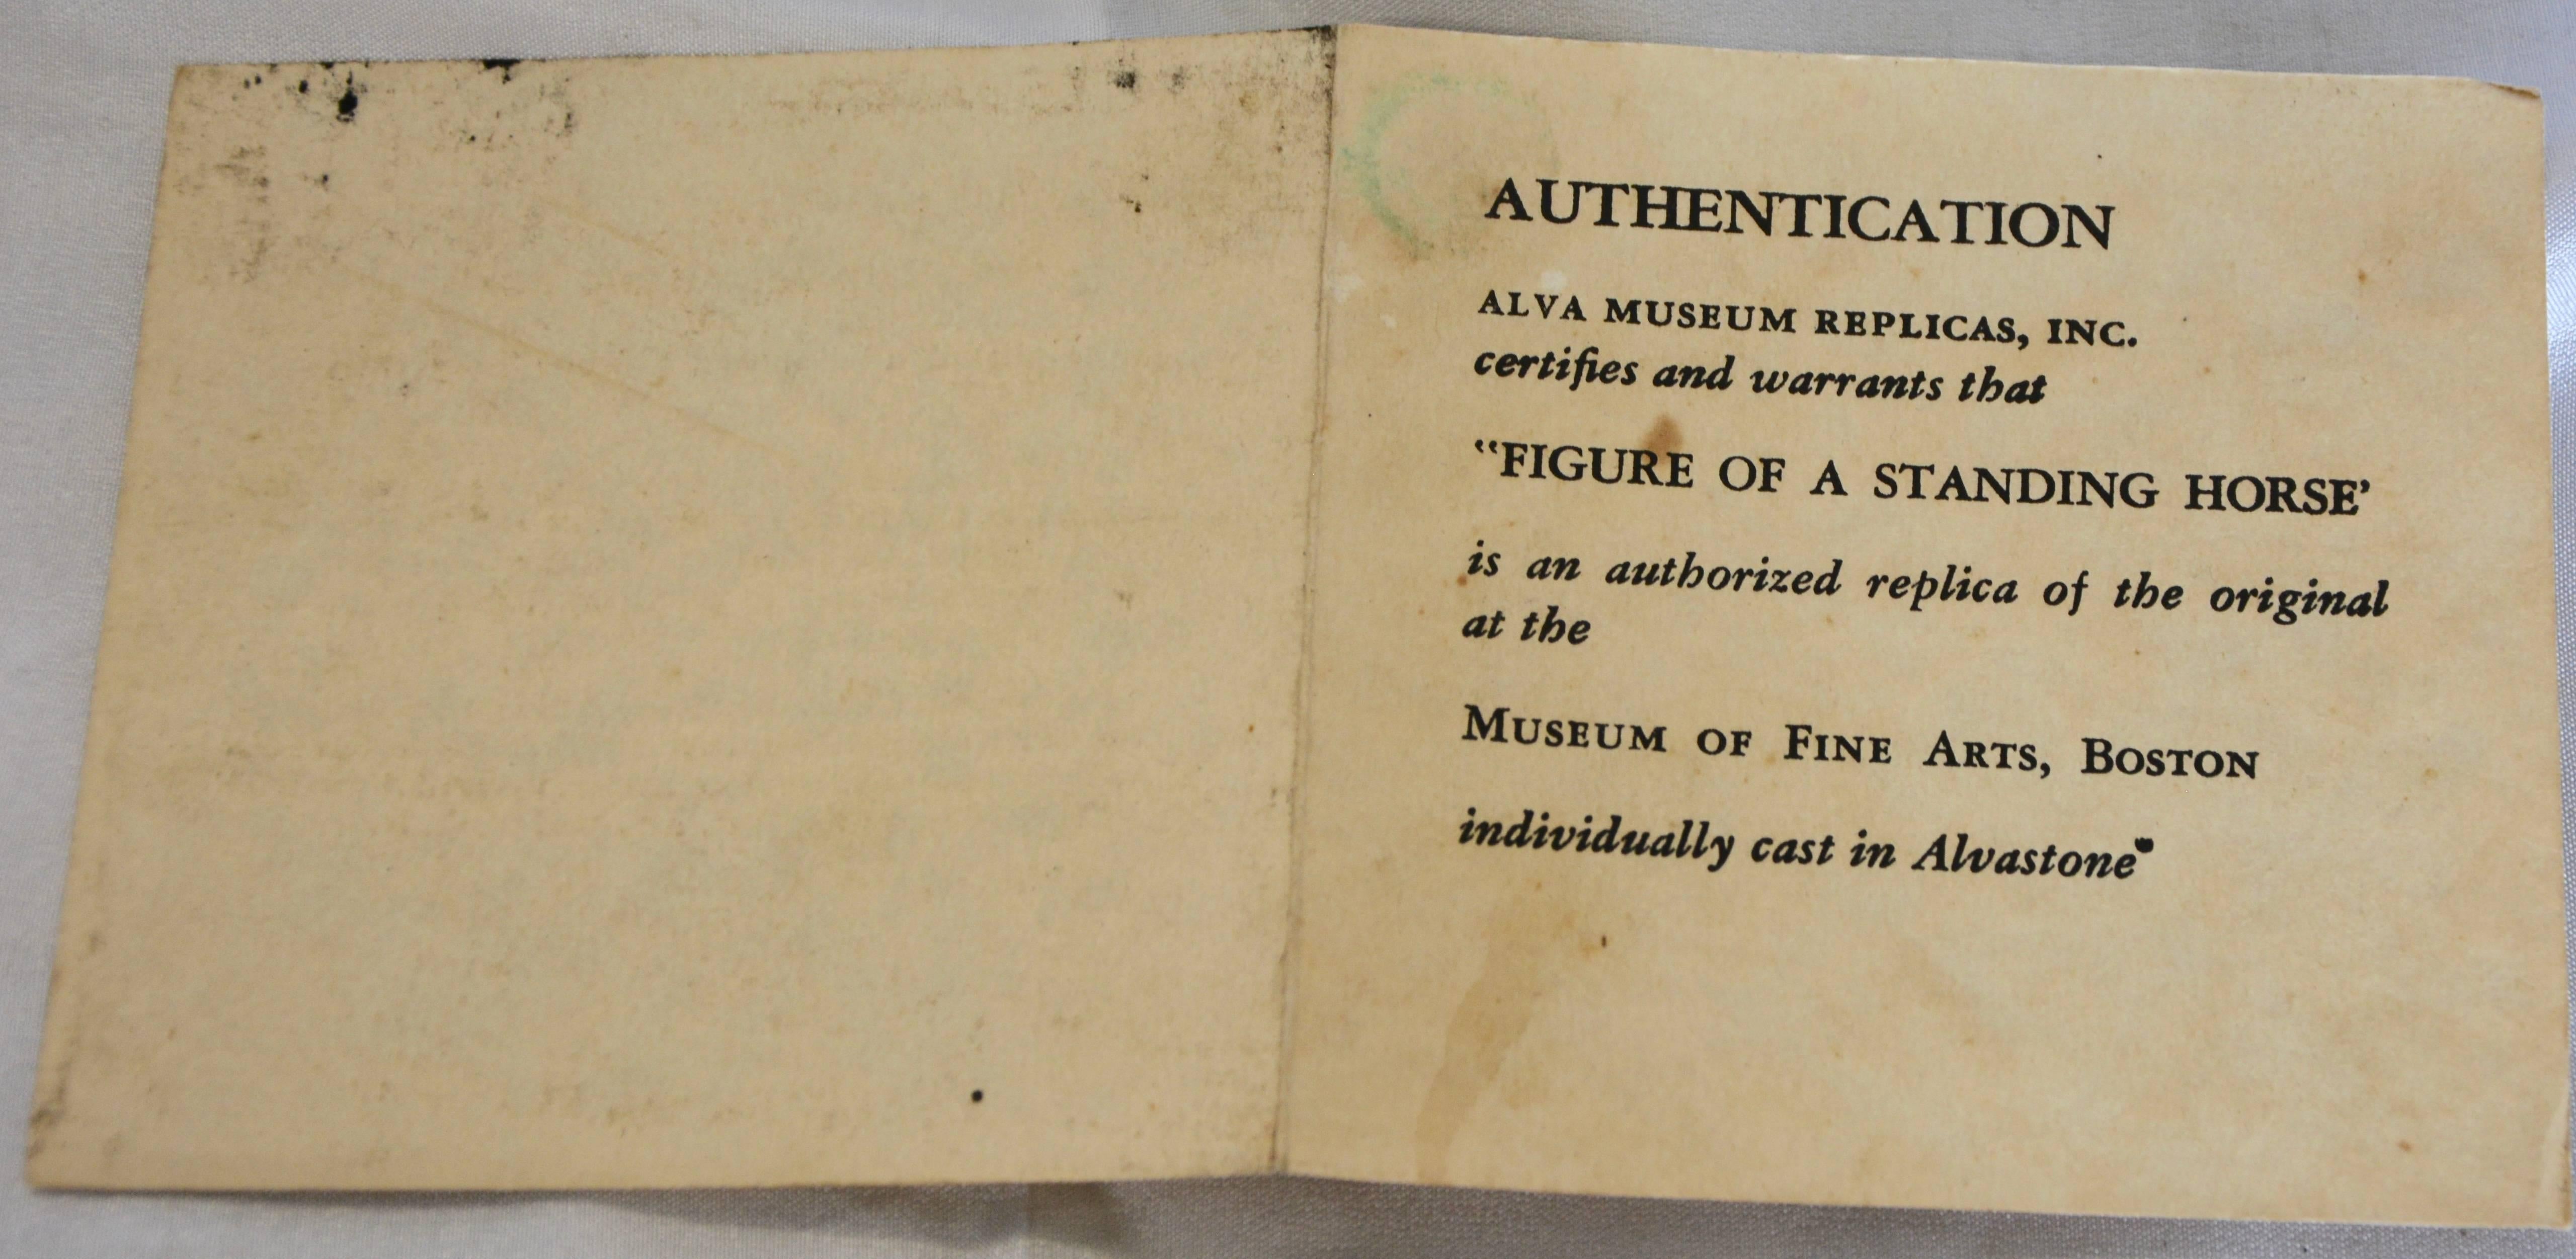 AUTHENTICATION
ALVA MUSEUM REPLICAS, INC.
certifies and warrants that
"FIGURE OF A STANDING HORSE'
is an authorized replica of the original
at the
MUSEUM OF FINE ARTS, BOSTON
individually cast in Alvastone®